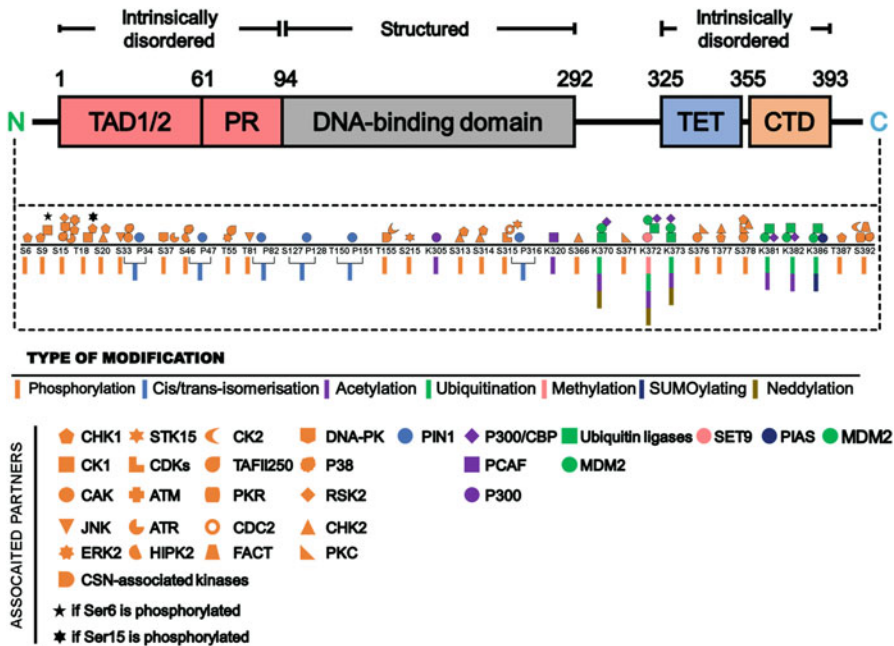 Intrinsically disordered Structured Intrinsically disordered
1 61 94 292 325 355 393
N TAD1/2 PR DNA-binding domain TET CTD C
S6 S9 S15 T18 S20 S33 P34 S37 S46 P47 T55 T81 P82 S127 P128 T150 P151 T155 S215 K305 S313 S314 S315 P316 K320 S366 K370 S371 K372 K373 S376 T377 S378 K381 K382 K386 T387 S392
TYPE OF MODIFICATION
Phosphorylation Cis/trans-isomerisation Acetylation Ubiquitination Methylation SUMOylating Neddylation
ASSOCAITED PARTNERS
CHK1 STK15 CK2 DNA-PK PIN1 P300/CBP Ubiquitin ligases SET9 PIAS MDM2
CK1 CDKs TAFII250 P38 PCAF MDM2
CAK ATM PKR RSK2 P300
JNK ATR CDC2 CHK2
ERK2 HIPK2 FACT PKC
CSN-associated kinases
if Ser6 is phosphorylated
if Ser15 is phosphorylated